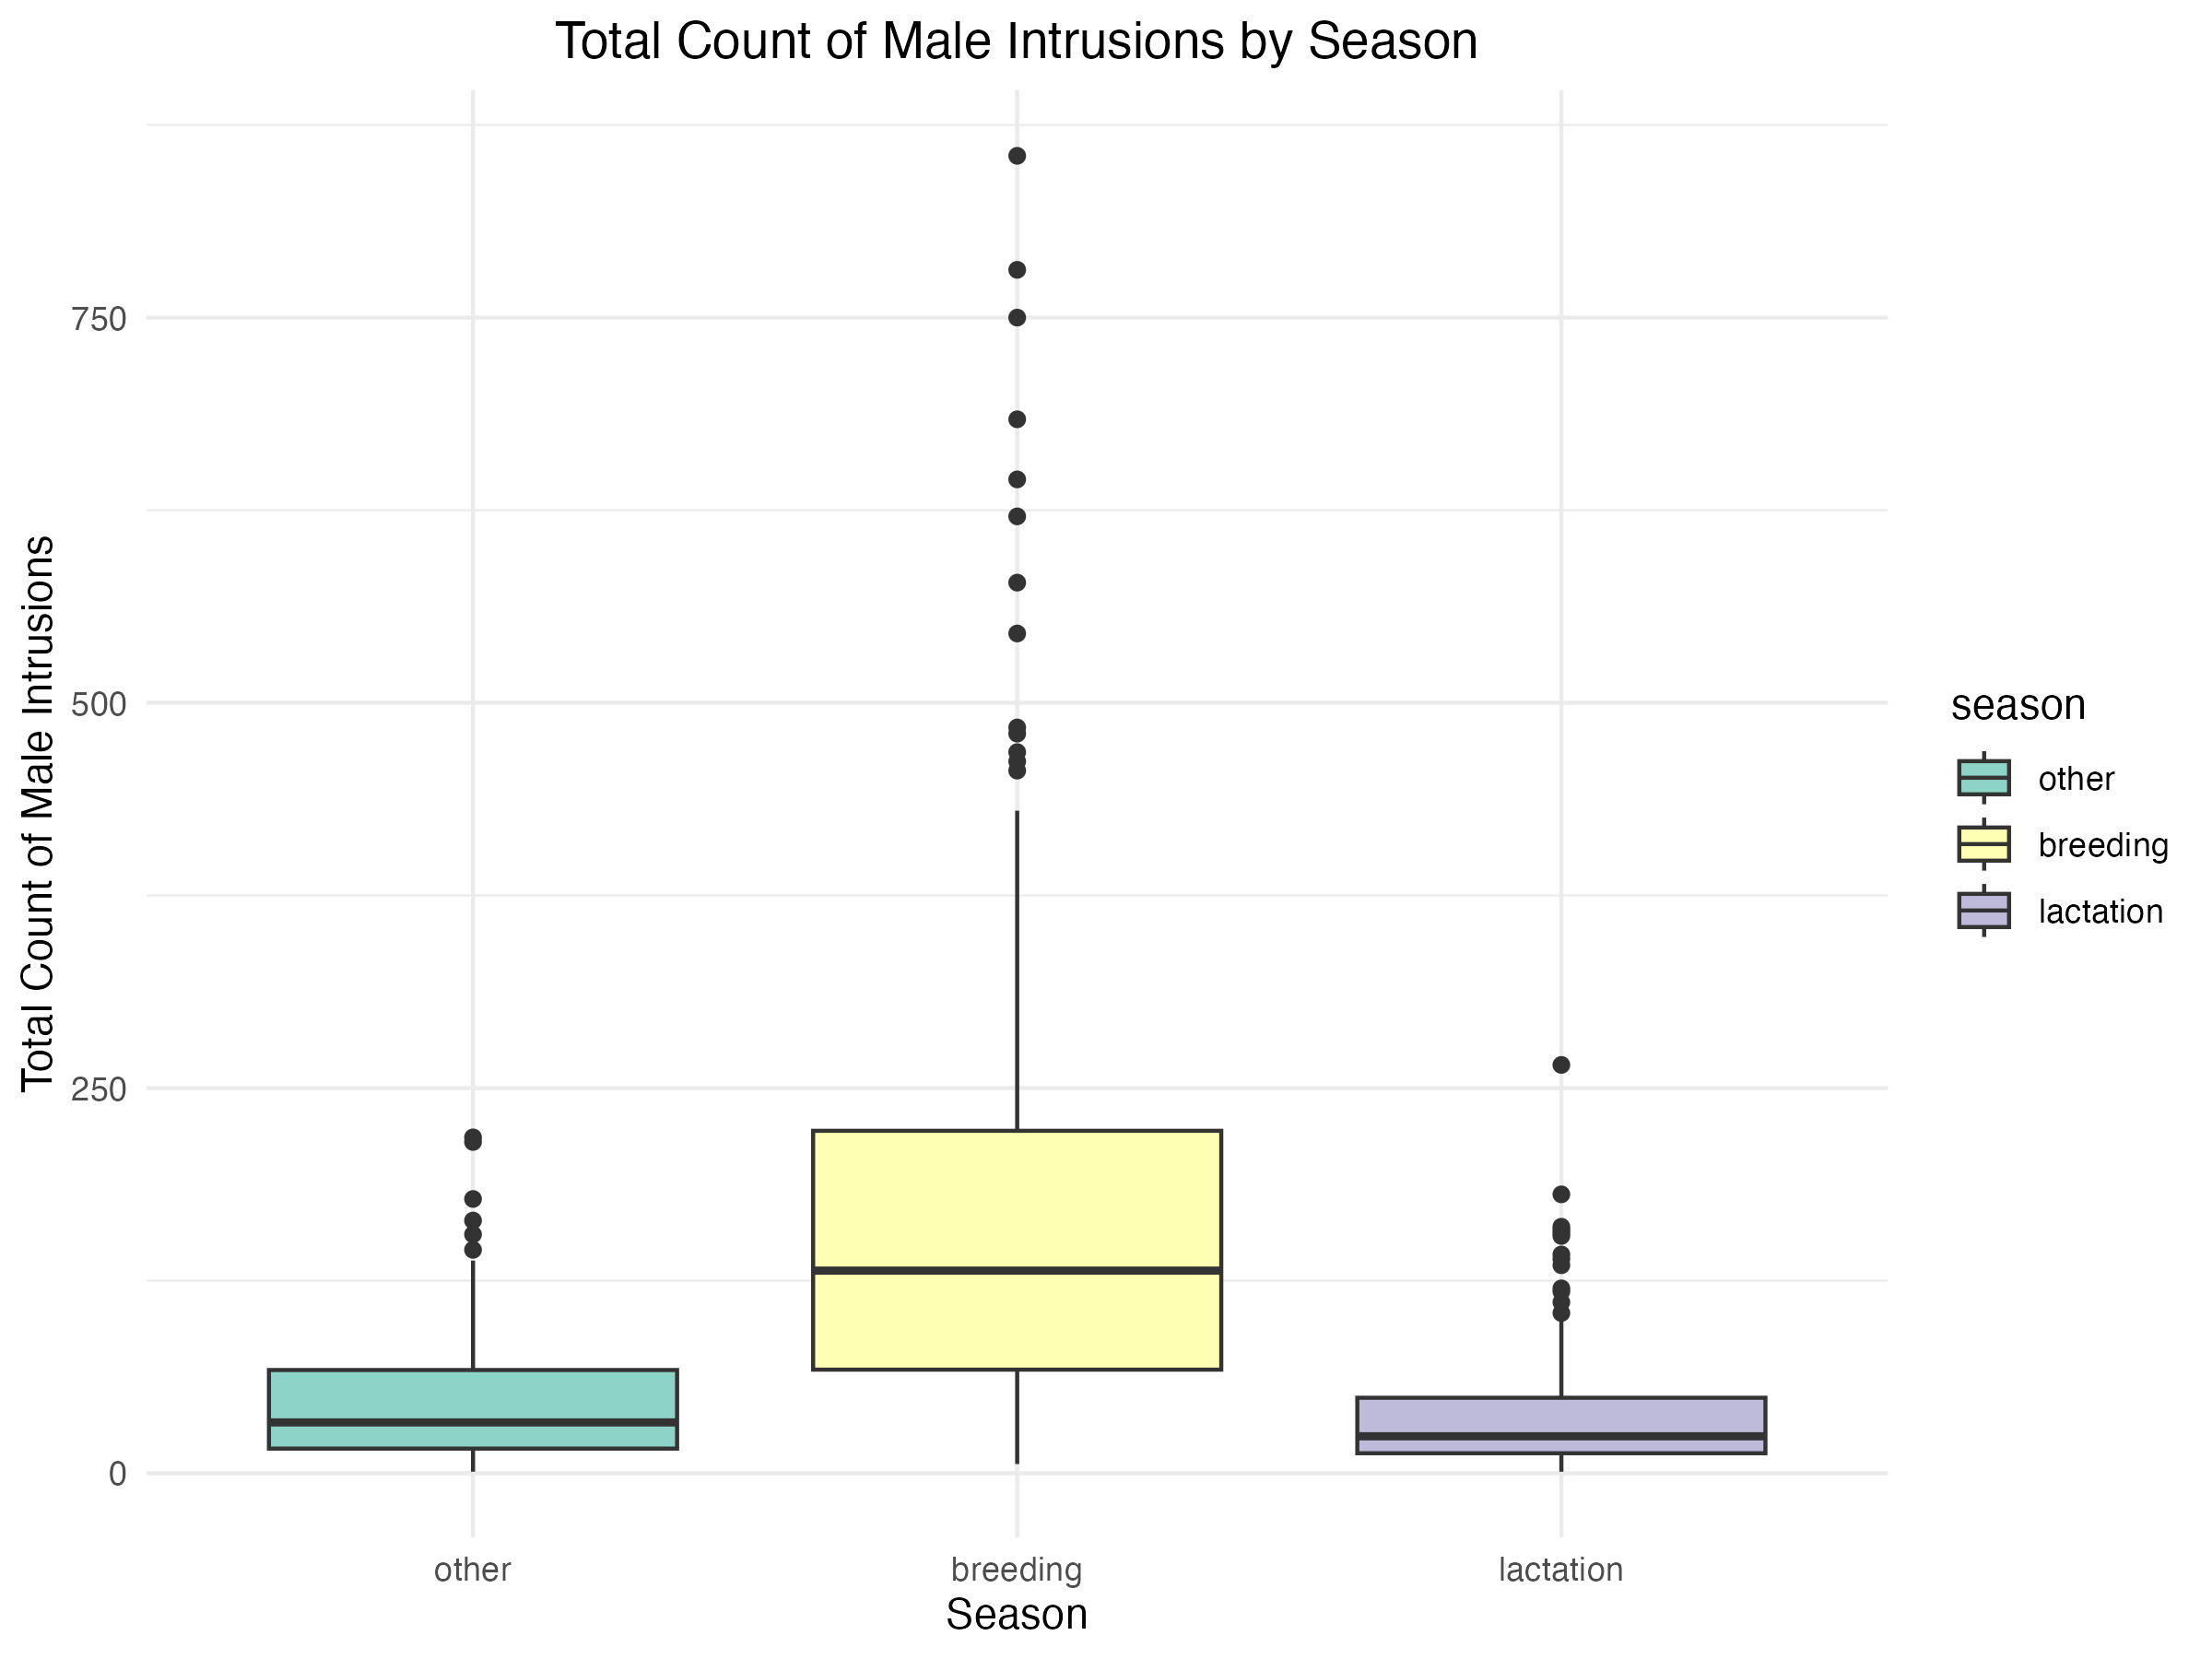 Total Count of Male Intrusions by Season
Total Count of Male Intrusions
750
500
250
0
other
breeding
lactation
Season
season
other
breeding
lactation